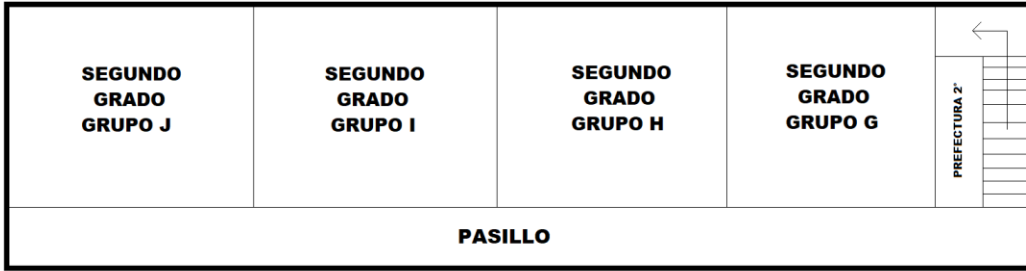 SEGUNDO
GRADO
GRUPO J
SEGUNDO
GRADO
GRUPO I
SEGUNDO
GRADO
GRUPO H
SEGUNDO
GRADO
GRUPO G
PREFECTURA 2°
PASILLO